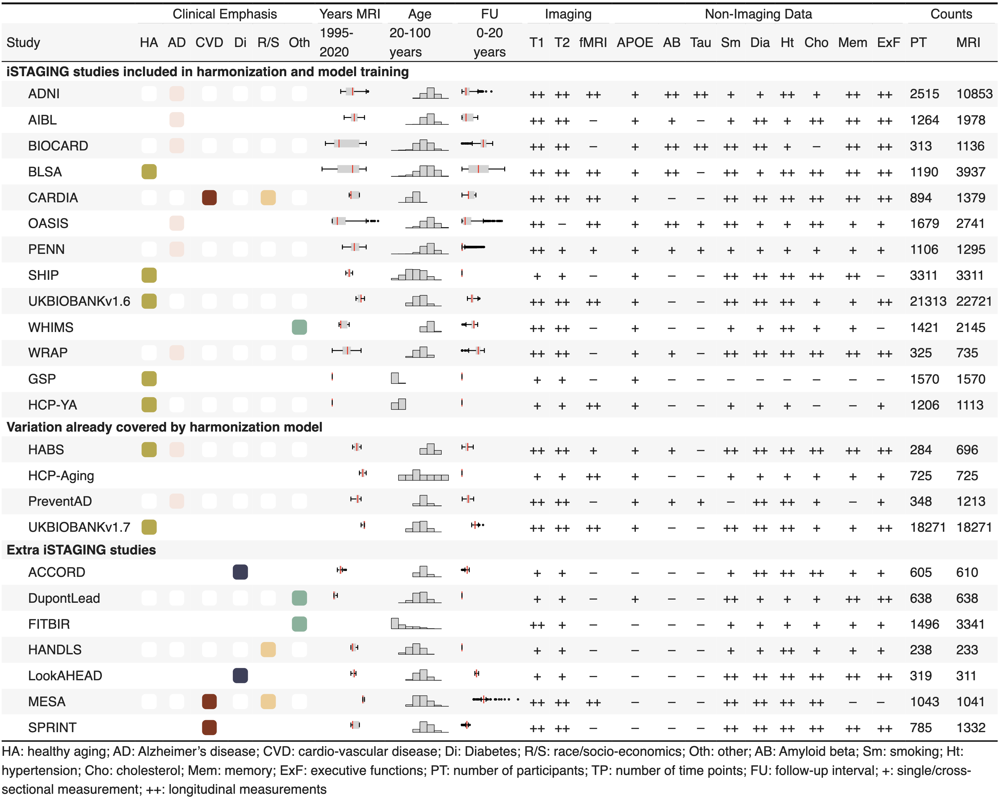 Clinical Emphasis Years MRI Age FU Imaging Non-Imaging Data Counts
Study HA AD CVD Di R/S Oth 1995-2020 20-100 years 0-20 years T1 T2 fMRI APOE AB Tau Sm Dia Ht Cho Mem ExF PT MRI
iSTAGING studies included in harmonization and model training
ADNI ++ ++ ++ + ++ ++ + + ++ + ++ ++ 2515 10853
AIBL ++ ++ − + + − + ++ + ++ ++ ++ 1264 1978
BIOCARD ++ ++ − + ++ ++ ++ ++ + − ++ ++ 313 1136
BLSA ++ ++ ++ + ++ − ++ + ++ ++ ++ ++ 1190 3937
CARDIA ++ ++ ++ + − − ++ ++ ++ ++ ++ ++ 894 1379
OASIS ++ − ++ + ++ + ++ + + ++ + + 1679 2741
PENN ++ + + + + + + + + + + + 1106 1295
SHIP + + − + − − ++ ++ ++ ++ ++ − 3311 3311
UKBIOBANKv1.6 ++ ++ ++ + − − ++ ++ ++ + + ++ 21313 22721
WHIMS ++ ++ − + − − + + ++ + + − 1421 2145
WRAP ++ ++ − + + − ++ ++ ++ ++ ++ ++ 325 735
GSP + + − + − − − − − − − − 1570 1570
HCP-YA + + ++ + − − + + + − − + 1206 1113
Variation already covered by harmonization model
HABS ++ ++ + + + − ++ ++ ++ ++ ++ ++ 284 696
HCP-Aging + + ++ + − − + + + + + + 725 725
PreventAD ++ ++ − + + + − ++ ++ + − + 348 1213
UKBIOBANKv1.7 ++ ++ ++ + − − ++ ++ ++ + + ++ 18271 18271
Extra iSTAGING studies
ACCORD + + − − − − + ++ ++ ++ + + 605 610
DupontLead + + − + − − ++ + + + ++ ++ 638 638
FITBIR ++ + − − − − + + + + + + 1496 3341
HANDLS + + − − − − + + ++ + + + 238 233
LookAHEAD + + − − − − ++ ++ ++ ++ ++ ++ 319 311
MESA ++ ++ ++ − − − ++ ++ ++ ++ − − 1043 1041
SPRINT ++ ++ − − − − ++ ++ ++ ++ ++ ++ 785 1332
HA: healthy aging; AD: Alzheimer’s disease; CVD: cardio-vascular disease; Di: Diabetes; R/S: race/socio-economics; Oth: other; AB: Amyloid beta; Sm: smoking; Ht:
hypertension; Cho: cholesterol; Mem: memory; ExF: executive functions; PT: number of participants; TP: number of time points; FU: follow-up interval; +: single/cross-
sectional measurement; ++: longitudinal measurements